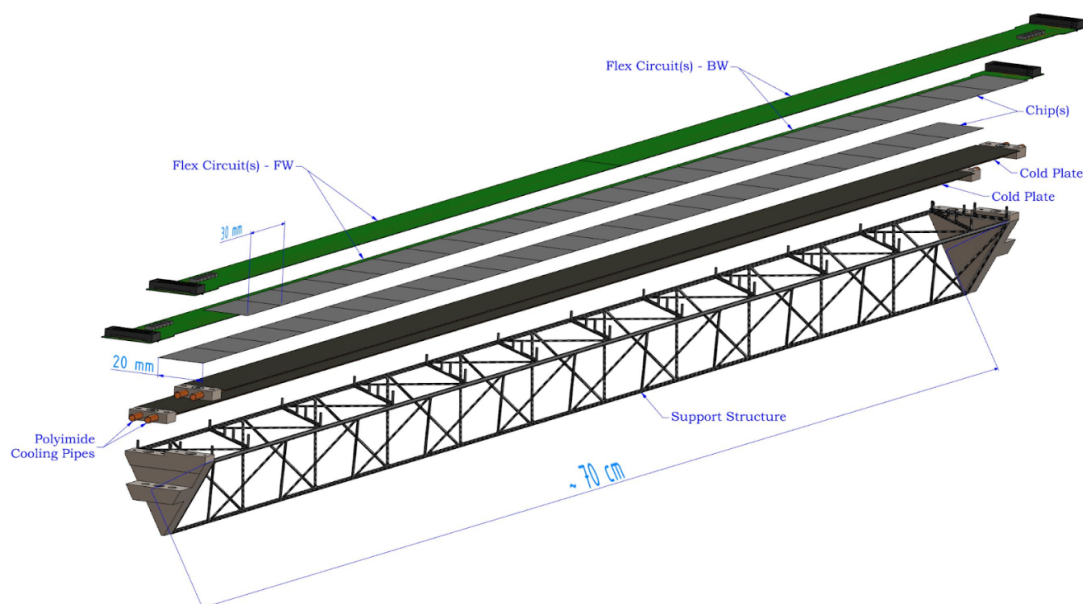 Flex Circuit(s) - BW
Chip(s)
Flex Circuit(s) - FW
Cold Plate
30 mm
Cold Plate
20 mm
Support Structure
Polyimide
Cooling Pipes
~ 70 cm